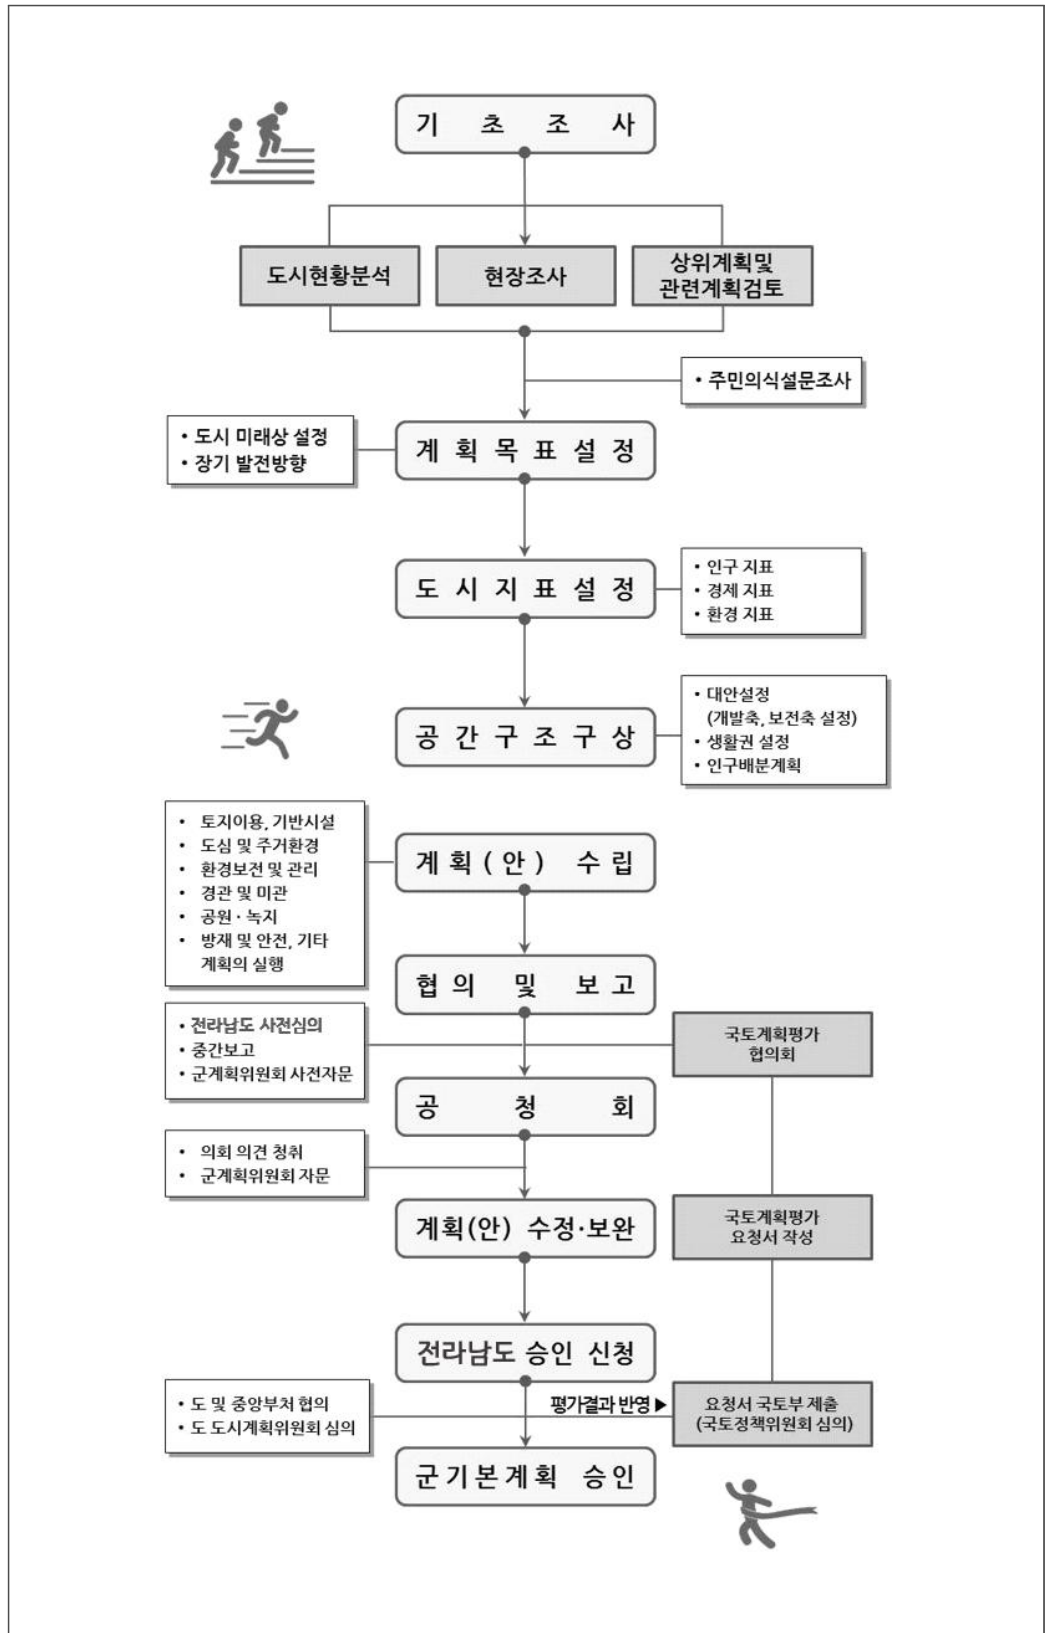 기 초 조 사
도시현황분석
현장조사
상위계획및
관련계획검토
• 주민의식설문조사
• 도시 미래상 설정
• 장기 발전방향
계 획 목 표 설 정
도 시 지 표 설 정
• 인구 지표
• 경제 지표
• 환경 지표
공 간 구 조 구 상
• 대안설정
(개발축, 보전축 설정)
• 생활권 설정
• 인구배분계획
• 토지이용, 기반시설
• 도심 및 주거환경
• 환경보전 및 관리
• 경관 및 미관
• 공원 · 녹지
• 방재 및 안전, 기타
계획의 실행
계 획 ( 안 ) 수 립
협 의 및 보 고
• 전라남도 사전심의
• 중간보고
• 군계획위원회 사전자문
국토계획평가
협의회
공 청 회
• 의회 의견 청취
• 군계획위원회 자문
계획(안) 수정·보완
국토계획평가
요청서 작성
전라남도 승인 신청
• 도 및 중앙부처 협의
• 도 도시계획위원회 심의
평가결과 반영 ▶
요청서 국토부 제출
(국토정책위원회 심의)
군 기 본 계 획 승 인